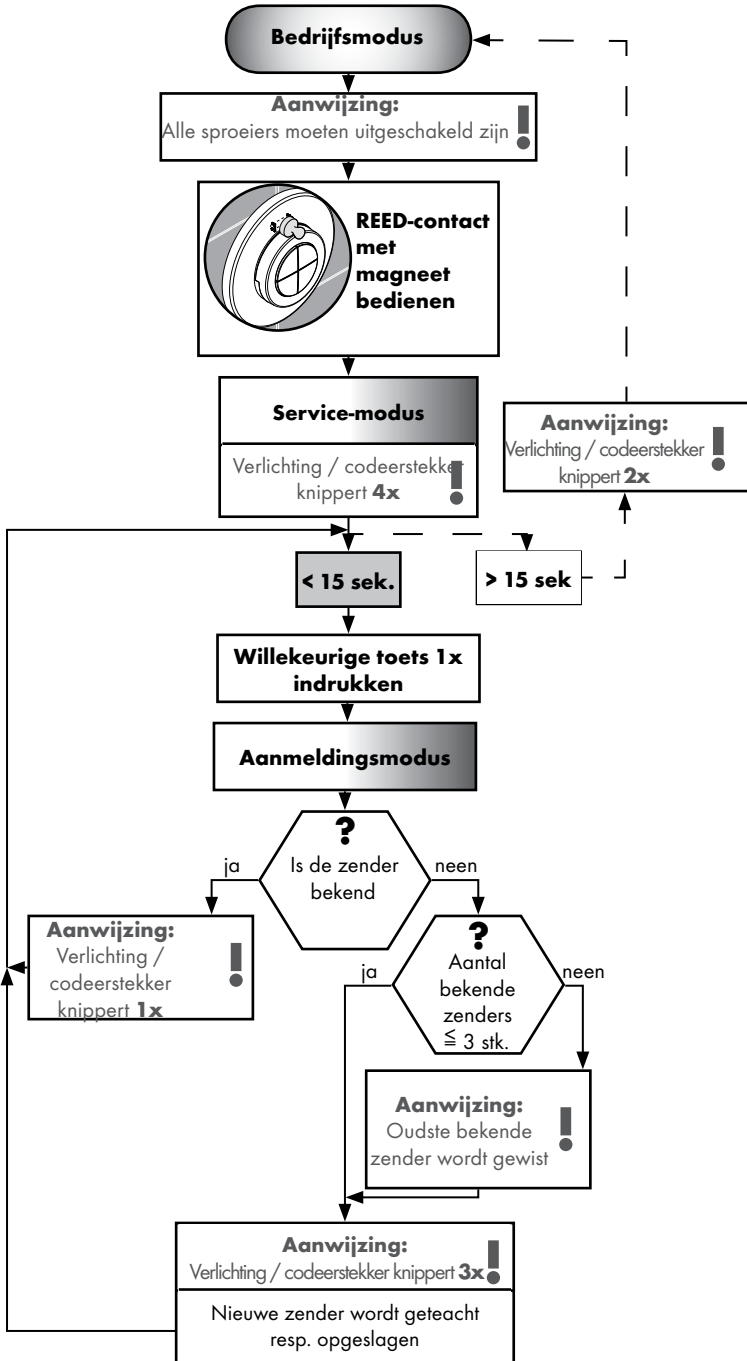 Bedrijfsmodus
Aanwijzing:
Alle sproeiers moeten uitgeschakeld zijn
!
REED-contact
met
magneet
bedienen
Service-modus
Verlichting / codeerstekker
knippert 4x
!
Aanwijzing:
Verlichting / codeerstekker
knippert 2x
!
< 15 sek.
> 15 sek
Willekeurige toets 1x
indrukken
Aanmeldingsmodus
?
Is de zender
bekend
ja
neen
Aanwijzing:
Verlichting /
codeerstekker
knippert 1x
!
?
Aantal
bekende
zenders
≦ 3 stk.
ja
neen
Aanwijzing:
Oudste bekende
zender wordt gewist
!
Aanwijzing:
Verlichting / codeerstekker knippert 3x
!
Nieuwe zender wordt geteacht
resp. opgeslagen